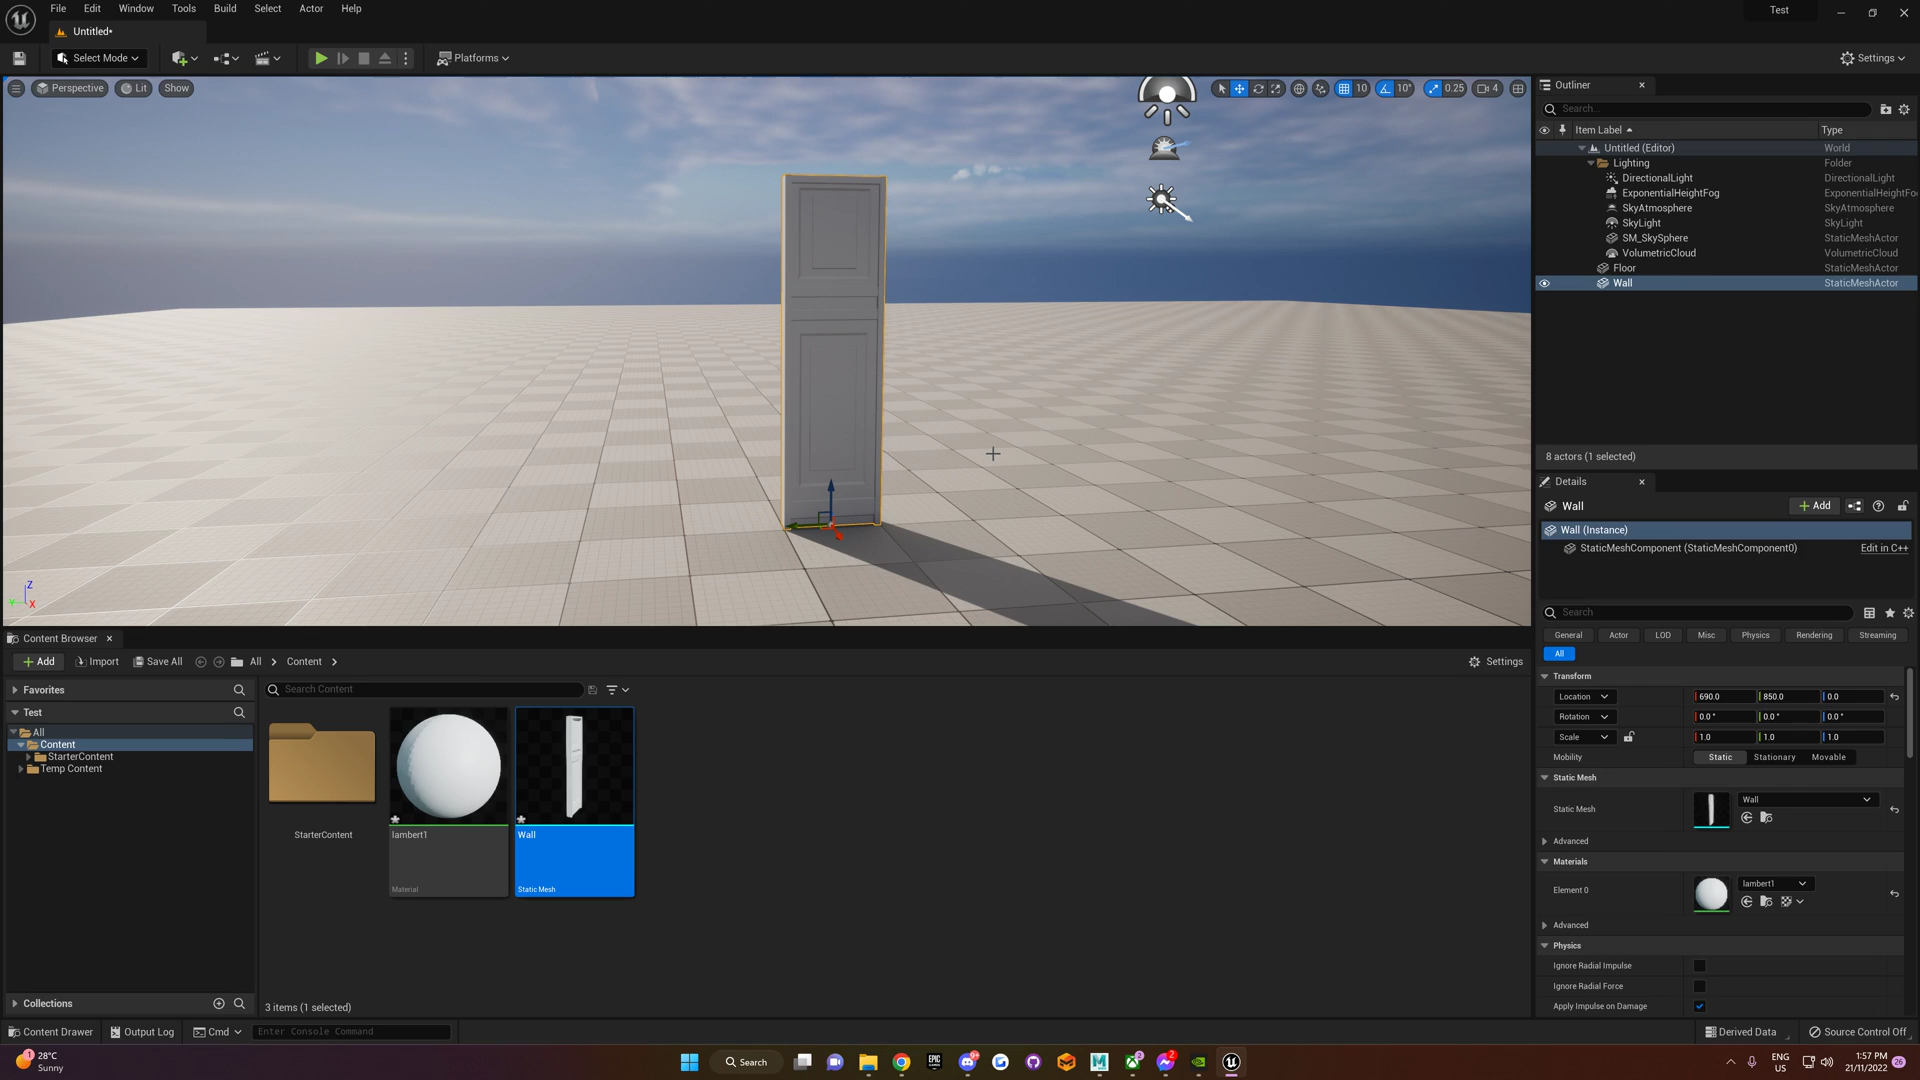 File Edit Window Tools Build Select Actor Help
Test
Untitled*
Select Mode
Platforms
Settings
Perspective
Lit
Show
10
10°
0.25
4
Z
Y
X
Outliner
Search...
Item Label
Type
Untitled (Editor) World
Lighting Folder
DirectionalLight DirectionalLight
ExponentialHeightFog ExponentialHeightFo
SkyAtmosphere SkyAtmosphere
SkyLight SkyLight
SM_SkySphere StaticMeshActor
VolumetricCloud VolumetricCloud
Floor StaticMeshActor
Wall StaticMeshActor
8 actors (1 selected)
Details
Wall
Add
Wall (Instance)
StaticMeshComponent (StaticMeshComponent0) Edit in C++
Search
General Actor LOD Misc Physics Rendering Streaming
All
Transform
Location 690.0 850.0 0.0
Rotation 0.0° 0.0° 0.0°
Scale 1.0 1.0 1.0
Mobility Static Stationary Movable
Static Mesh
Static Mesh Wall
Advanced
Materials
Element 0 lambert1
Advanced
Physics
Ignore Radial Impulse
Ignore Radial Force
Apply Impulse on Damage
Content Browser
Add Import Save All All Content
Settings
Favorites
Search Content
Test
All
Content
StarterContent
Temp Content
StarterContent
lambert1
Material
Wall
Static Mesh
Collections
3 items (1 selected)
Content Drawer Output Log Cmd Enter Console Command
Derived Data Source Control Off
1
28°C
Sunny
Search
EPIC
2
ENG
US
1:57 PM
21/11/2022
26